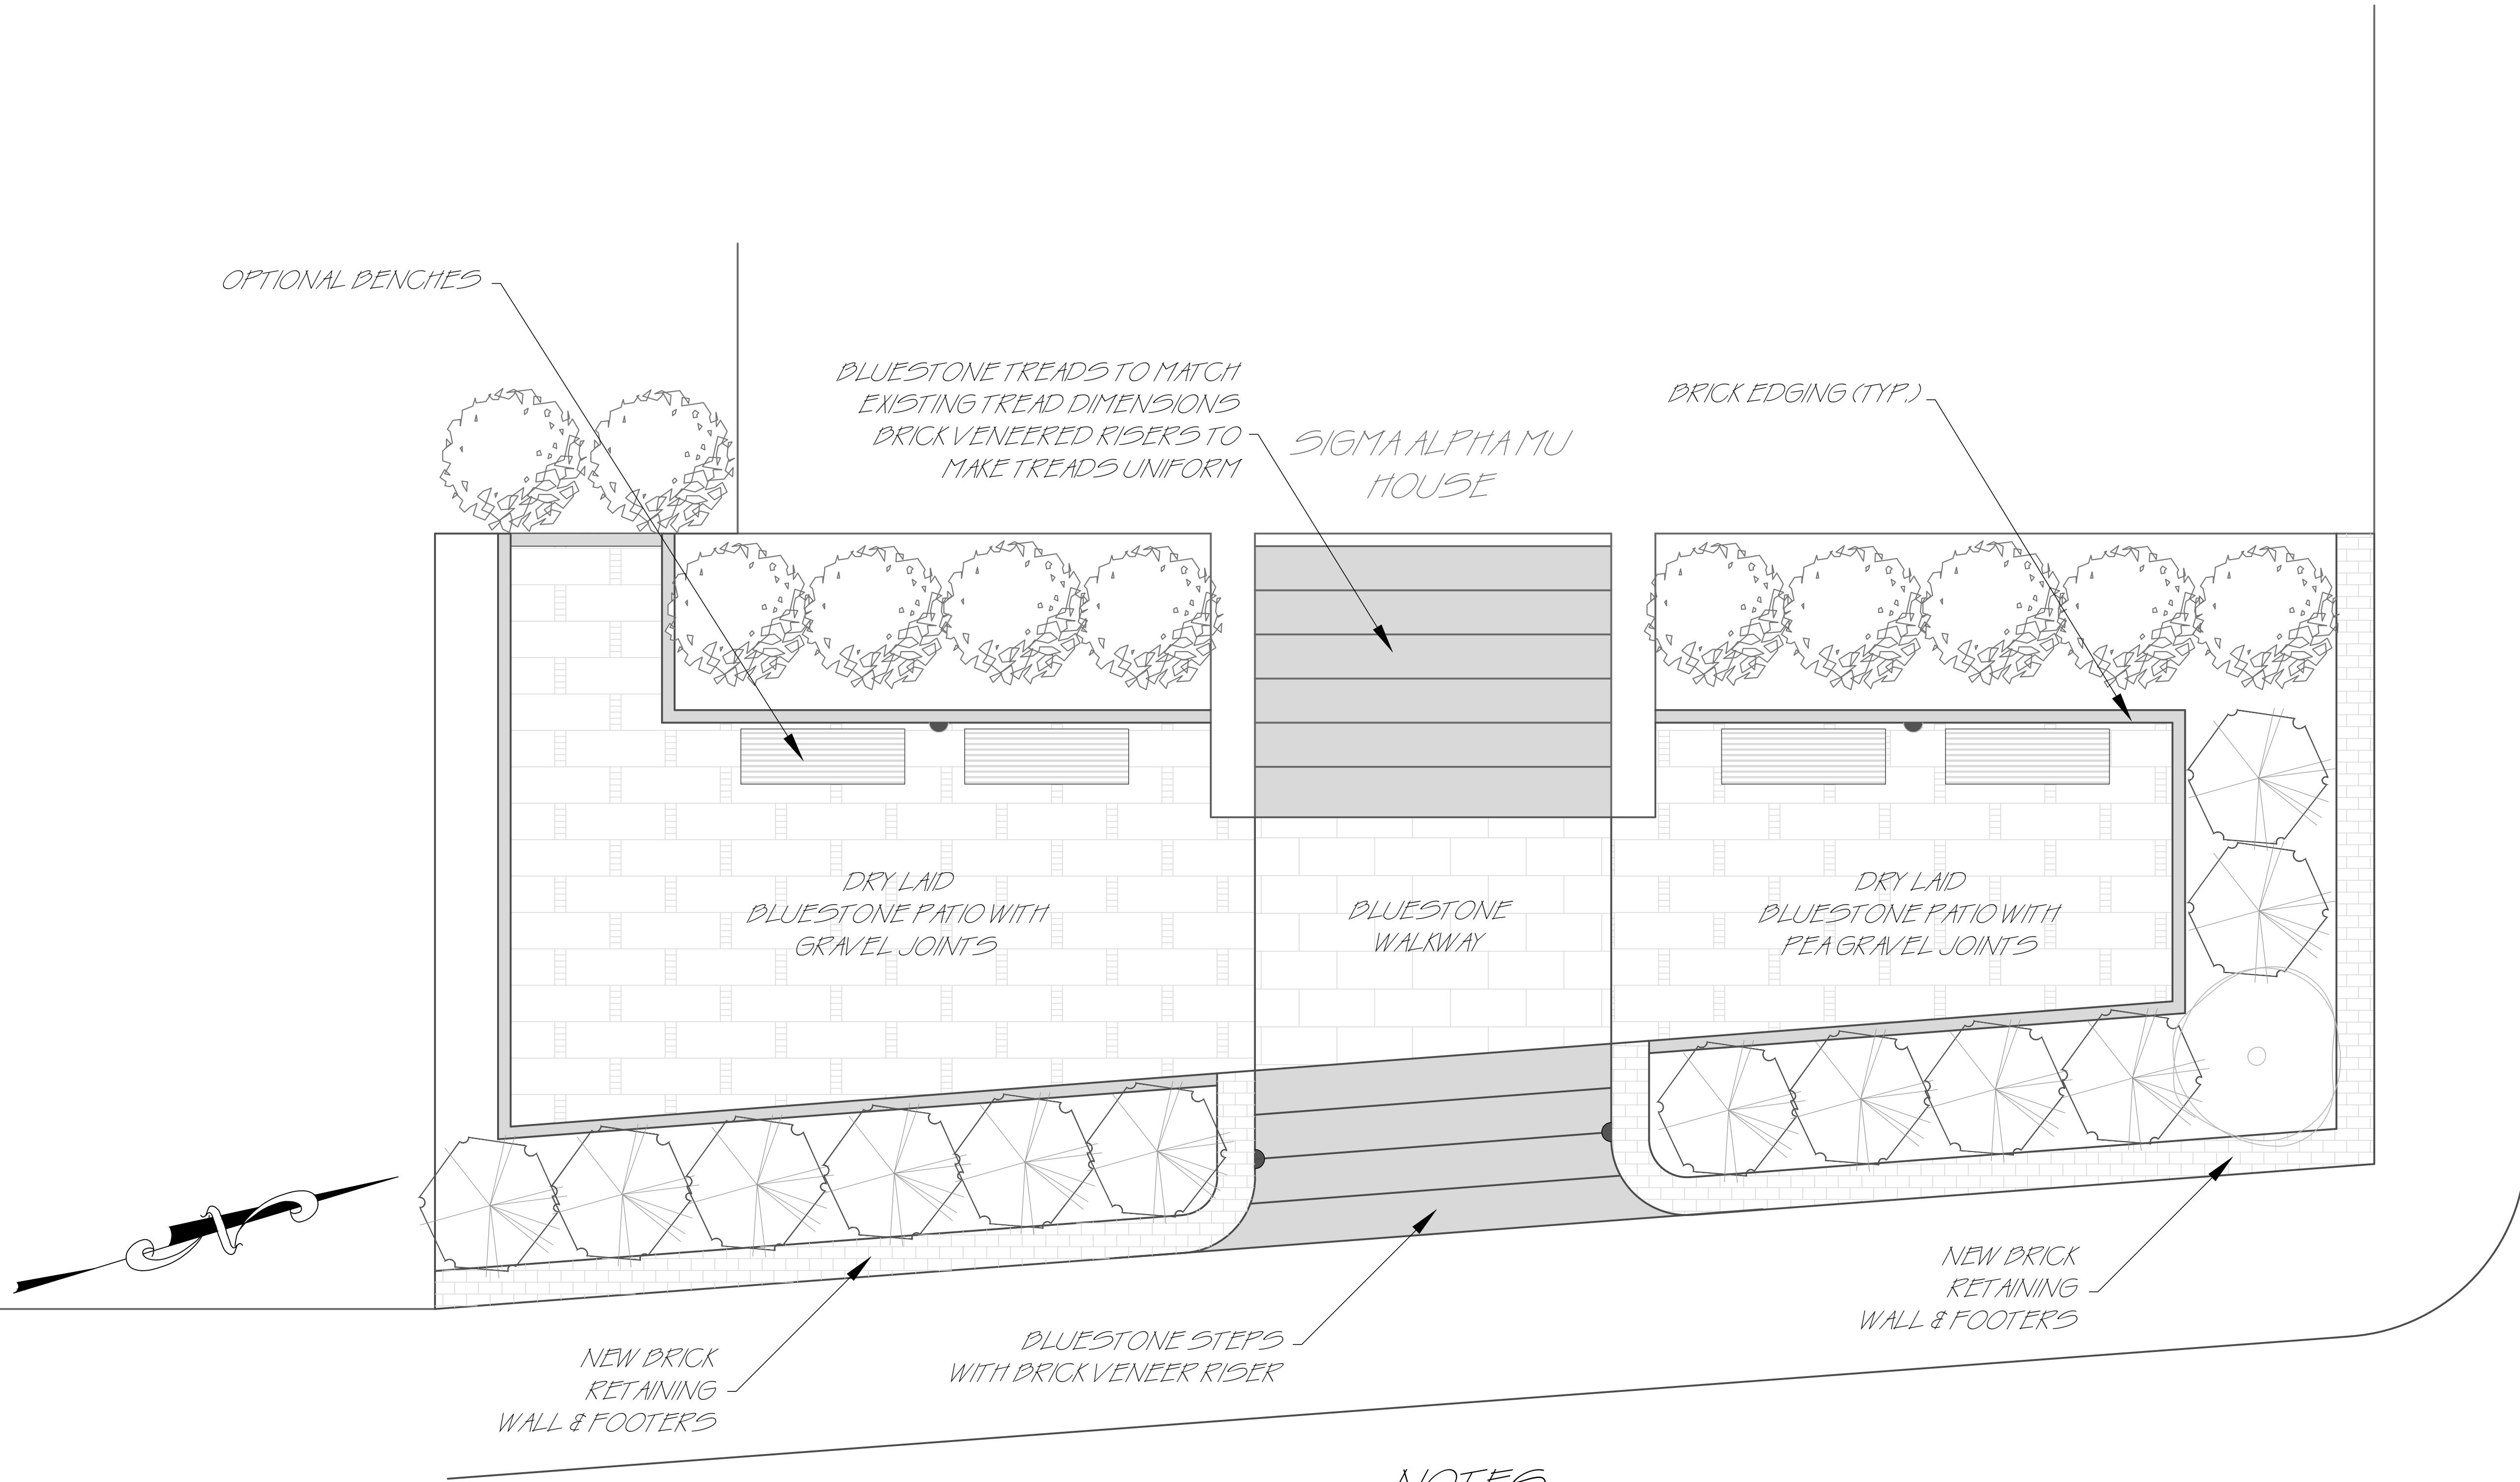 OPTIONAL BENCHES
BLUESTONE TREADS TO MATCH
EXISTING TREAD DIMENSIONS
BRICK VENEERED RISERS TO
MAKE TREADS UNIFORM
SIGMA ALPHA MU
HOUSE
BRICK EDGING (TYP.)
DRY LAID
BLUESTONE PATIO WITH
GRAVEL JOINTS
BLUESTONE
WALKWAY
DRY LAID
BLUESTONE PATIO WITH
PEA GRAVEL JOINTS
NEW BRICK
RETAINING
WALL & FOOTERS
BLUESTONE STEPS
WITH BRICK VENEER RISER
NEW BRICK
RETAINING
WALL & FOOTERS
NOTES